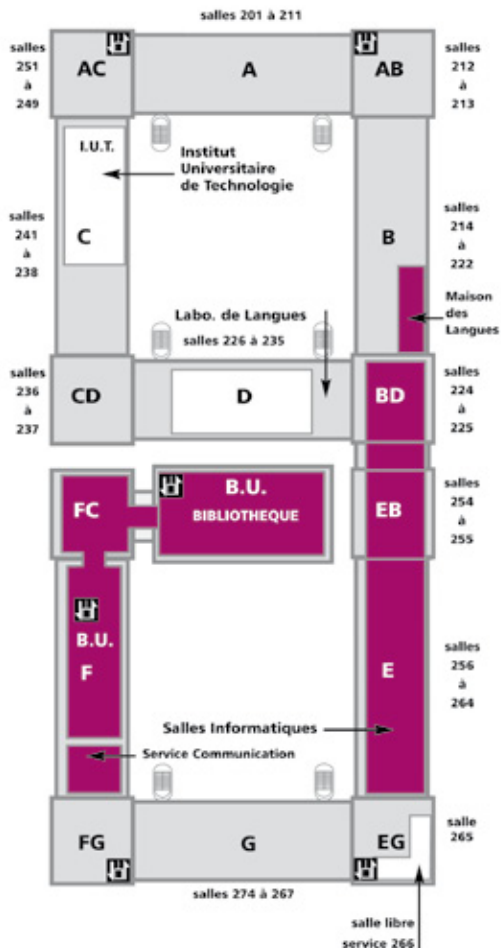 salles 201 à 211
salles
251
à
249
AC
A
AB
salles
212
à
213
I.U.T.
Institut
Universitaire
de Technologie
C
salles
241
à
238
B
salles
214
à
222
Maison
des
Langues
Labo. de Langues
salles 226 à 235
salles
236
à
237
CD
D
BD
salles
224
à
225
FC
B.U.
BIBLIOTHEQUE
EB
salles
254
à
255
B.U.
F
E
salles
256
à
264
Salles Informatiques
Service Communication
FG
G
EG
salle
265
salles 274 à 267
salle libre
service 266